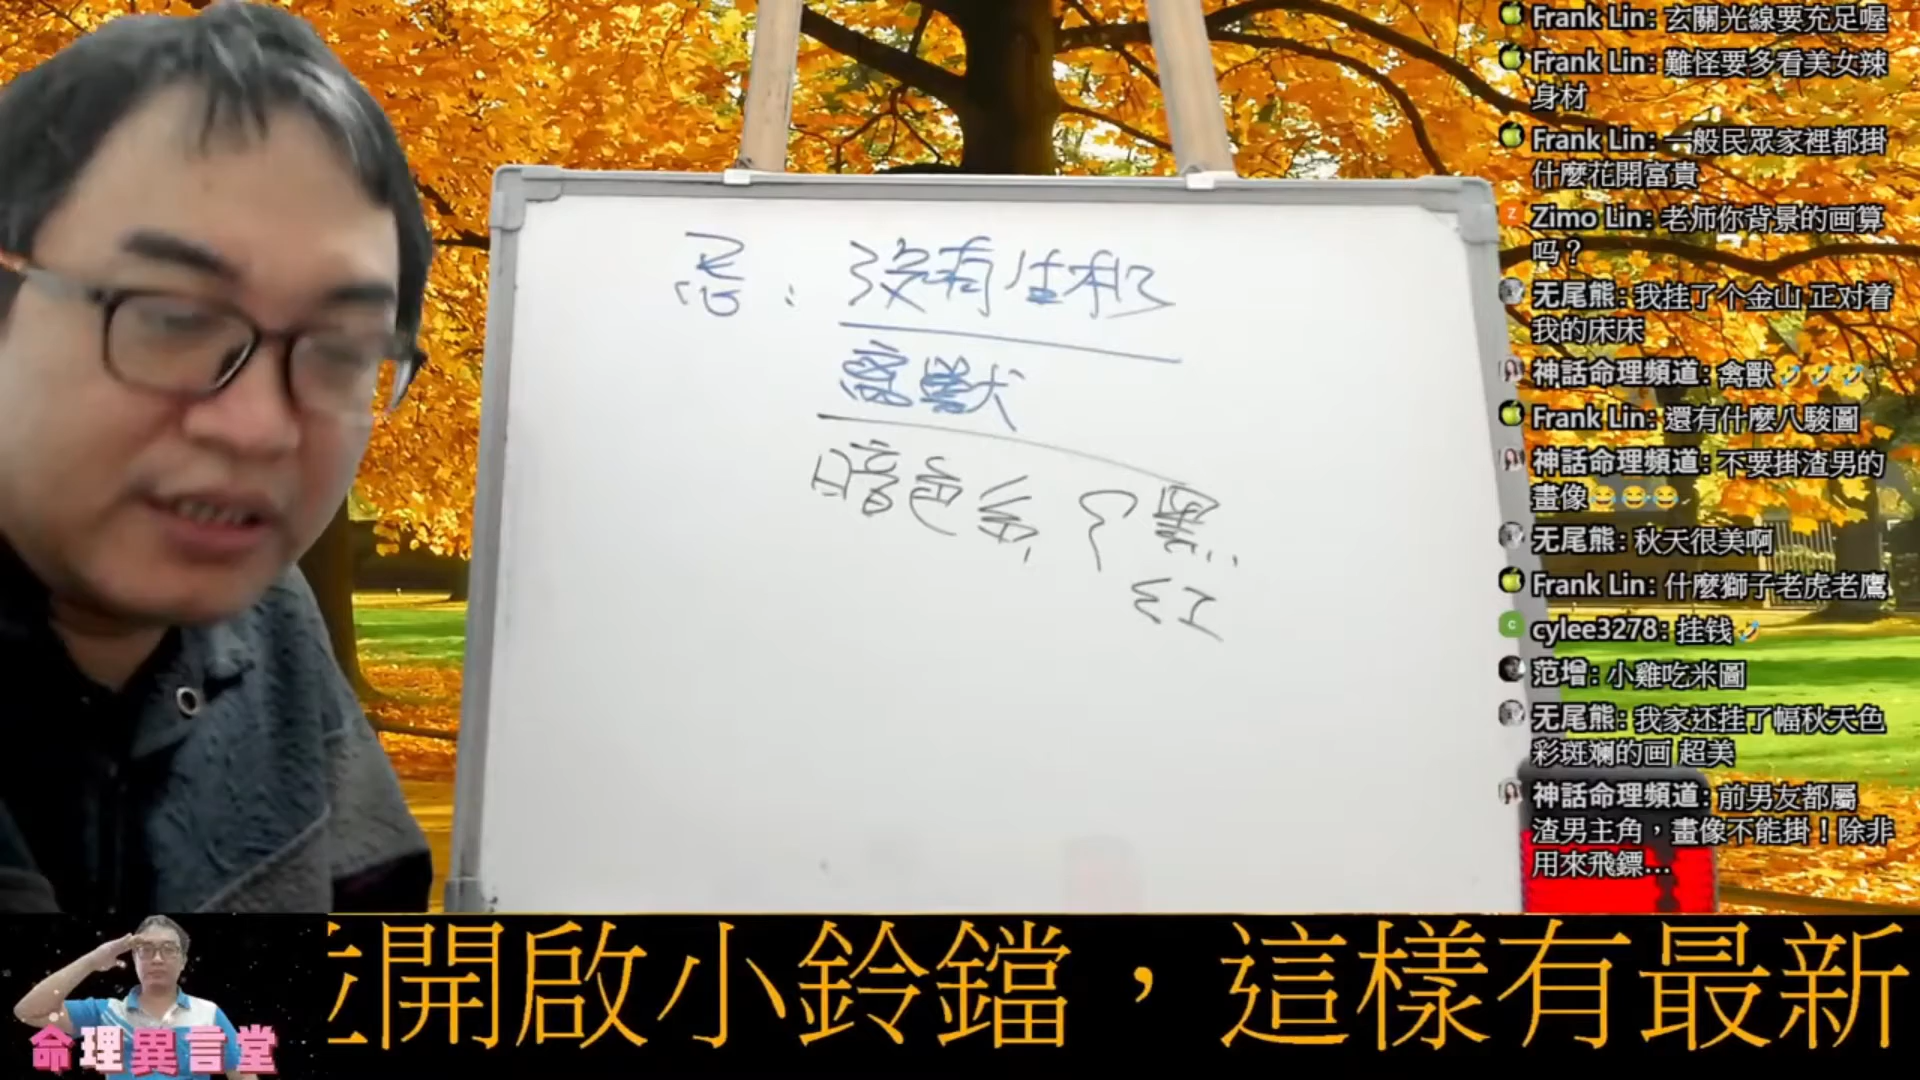 忌：沒有生机
禽獸
暗色系 黑
红
Frank Lin: 玄關光線要充足喔
Frank Lin: 難怪要多看美女辣
身材
Frank Lin: 一般民眾家裡都掛
什麼花開富貴
Zimo Lin: 老师你背景的画算
吗？
无尾熊: 我挂了个金山 正对着
我的床床
神話命理頻道: 禽獸🤣🤣🤣
Frank Lin: 還有什麼八駿圖
神話命理頻道: 不要掛渣男的
畫像😂😂😂
无尾熊: 秋天很美啊
Frank Lin: 什麼獅子老虎老鷹
cylee3278: 挂钱🤣
范增: 小雞吃米圖
无尾熊: 我家还挂了幅秋天色
彩斑斓的画 超美
神話命理頻道: 前男友都屬
渣男主角，畫像不能掛！除非
用來飛鏢...
並開啟小鈴鐺，這樣有最新
命理異言堂